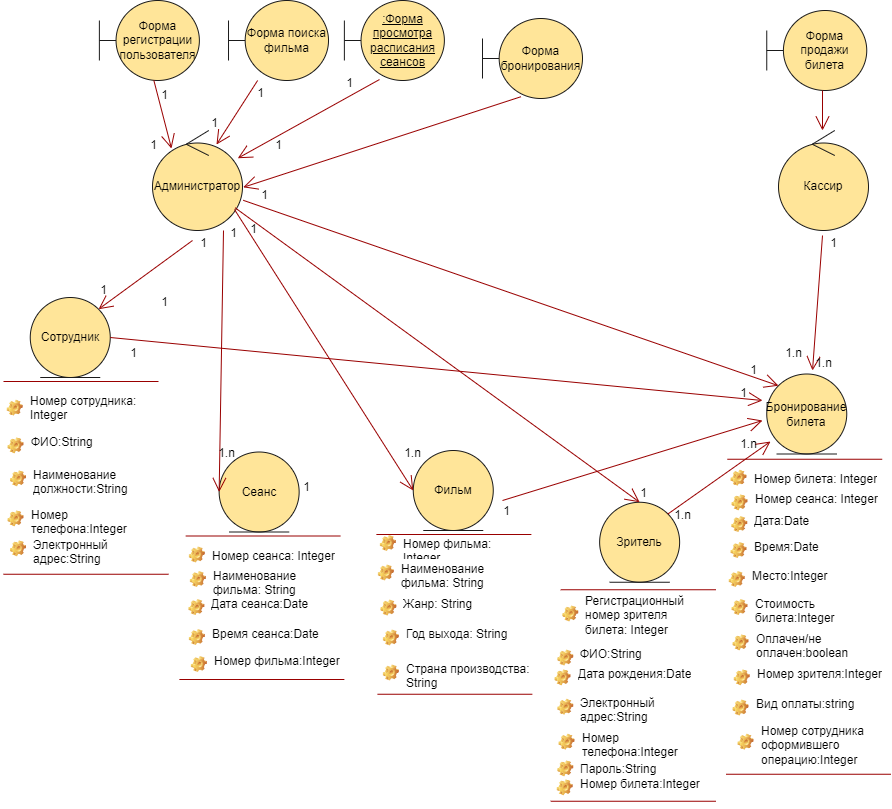 Форма
регистрации
пользователя
Форма поиска
фильма
:Форма
просмотра
расписания
сеансов
Форма
бронирования
Форма
продажи
билета
1
1
1
1
1
1
1
Администратор
Кассир
1
1
1
1
1
1
1
Сотрудник
1
1.n
1.n
1
1
Бронирование
билета
Номер сотрудника:
Integer
ФИО:String
Наименование
должности:String
Номер
телефона:Integer
Электронный
адрес:String
1.n
Сеанс
1
Номер сеанса: Integer
Наименование
фильма: String
Дата сеанса:Date
Время сеанса:Date
Номер фильма:Integer
1.n
Фильм
1
Номер фильма:
Integer
Наименование
фильма: String
Жанр: String
Год выхода: String
Страна производства:
String
1
1.n
1.n
Зритель
Регистрационный
номер зрителя
билета: Integer
ФИО:String
Дата рождения:Date
Электронный
адрес:String
Номер
телефона:Integer
Пароль:String
Номер билета:Integer
Номер билета: Integer
Номер сеанса: Integer
Дата:Date
Время:Date
Место:Integer
Стоимость
билета:Integer
Оплачен/не
оплачен:boolean
Номер зрителя:Integer
Вид оплаты:string
Номер сотрудника
оформившего
операцию:Integer